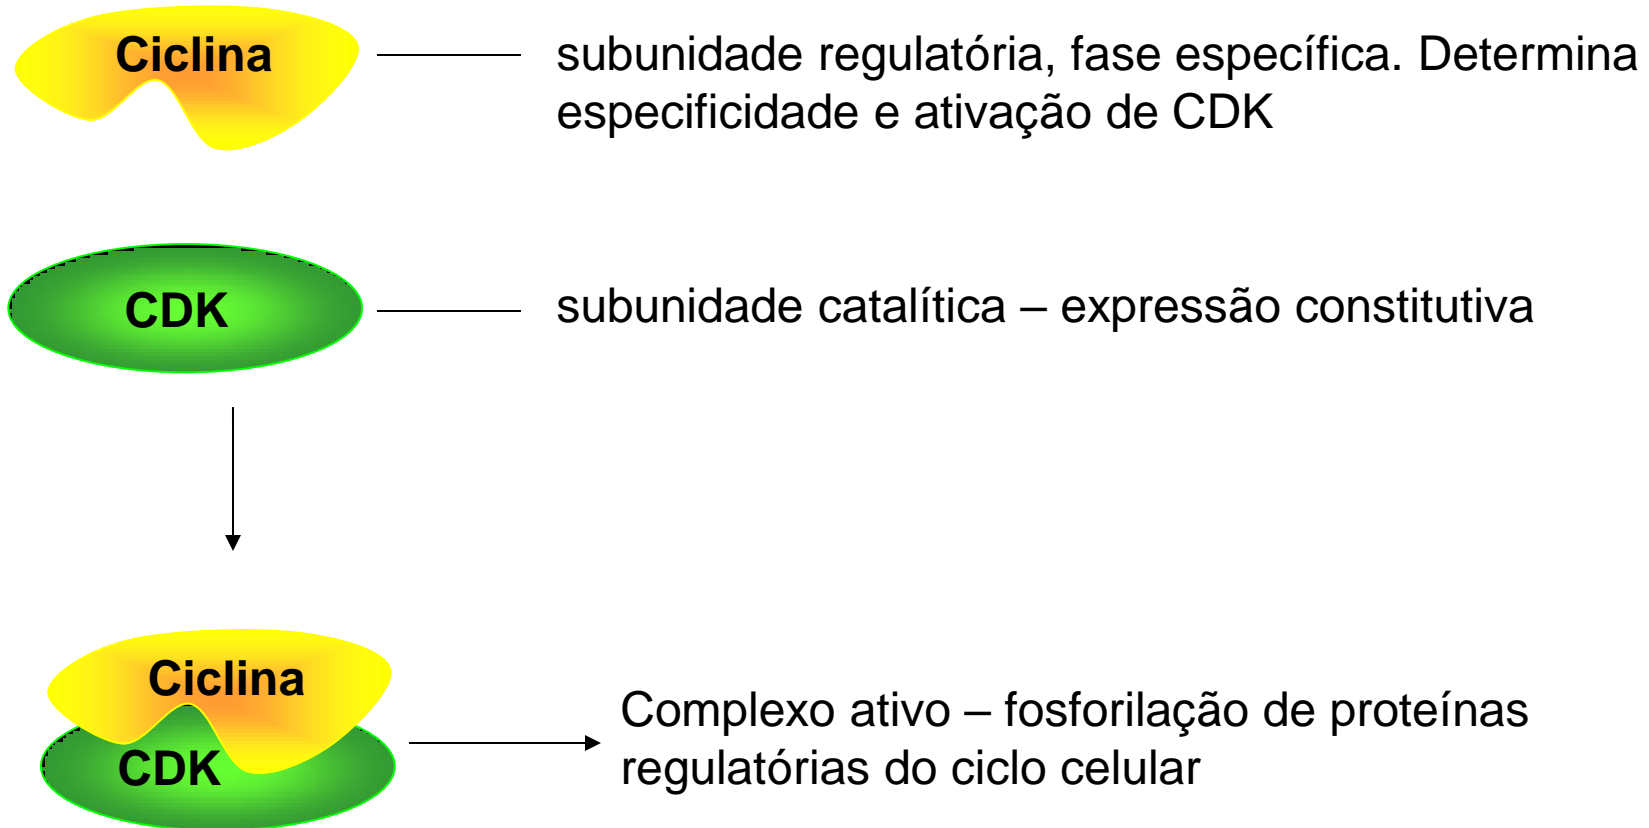 Ciclina
subunidade regulatória, fase específica. Determina
especificidade e ativação de CDK
CDK
subunidade catalítica – expressão constitutiva
Ciclina
CDK
Complexo ativo – fosforilação de proteínas
regulatórias do ciclo celular